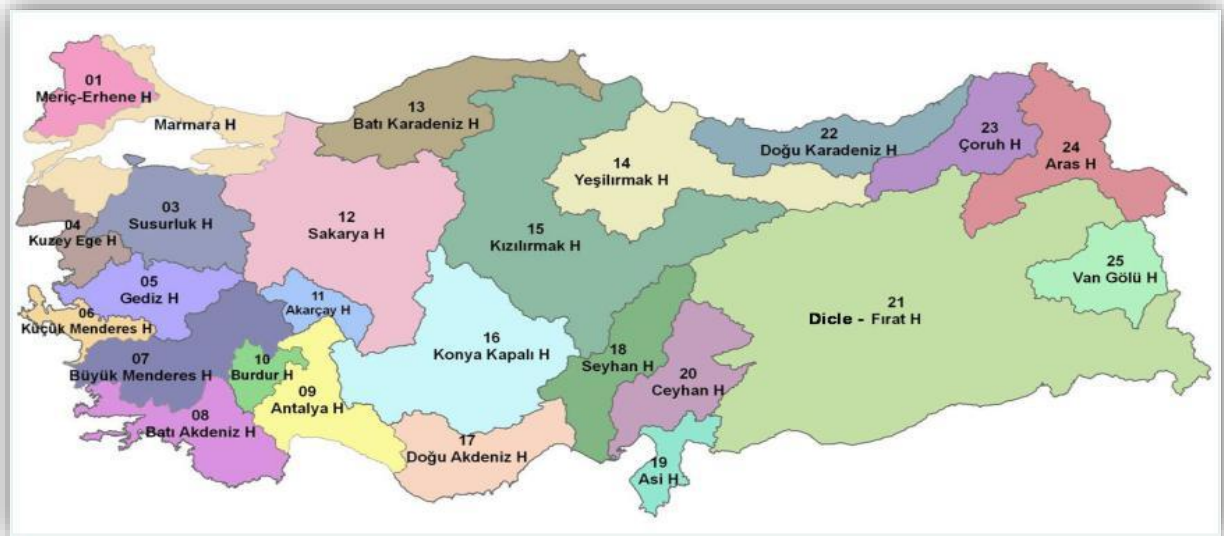 01
Meriç-Erhene H
Marmara H
13
Batı Karadeniz H
22
Doğu Karadeniz H
23
Çoruh H
24
Aras H
14
Yeşilırmak H
04
Kuzey Ege H
03
Susurluk H
12
Sakarya H
15
Kızılırmak H
25
Van Gölü H
05
Gediz H
11
Akarçay H
21
Dicle - Fırat H
06
Küçük Menderes H
16
Konya Kapalı H
18
Seyhan H
07
Büyük Menderes H
10
Burdur H
20
Ceyhan H
09
Antalya H
08
Batı Akdeniz H
17
Doğu Akdeniz H
19
Asi H